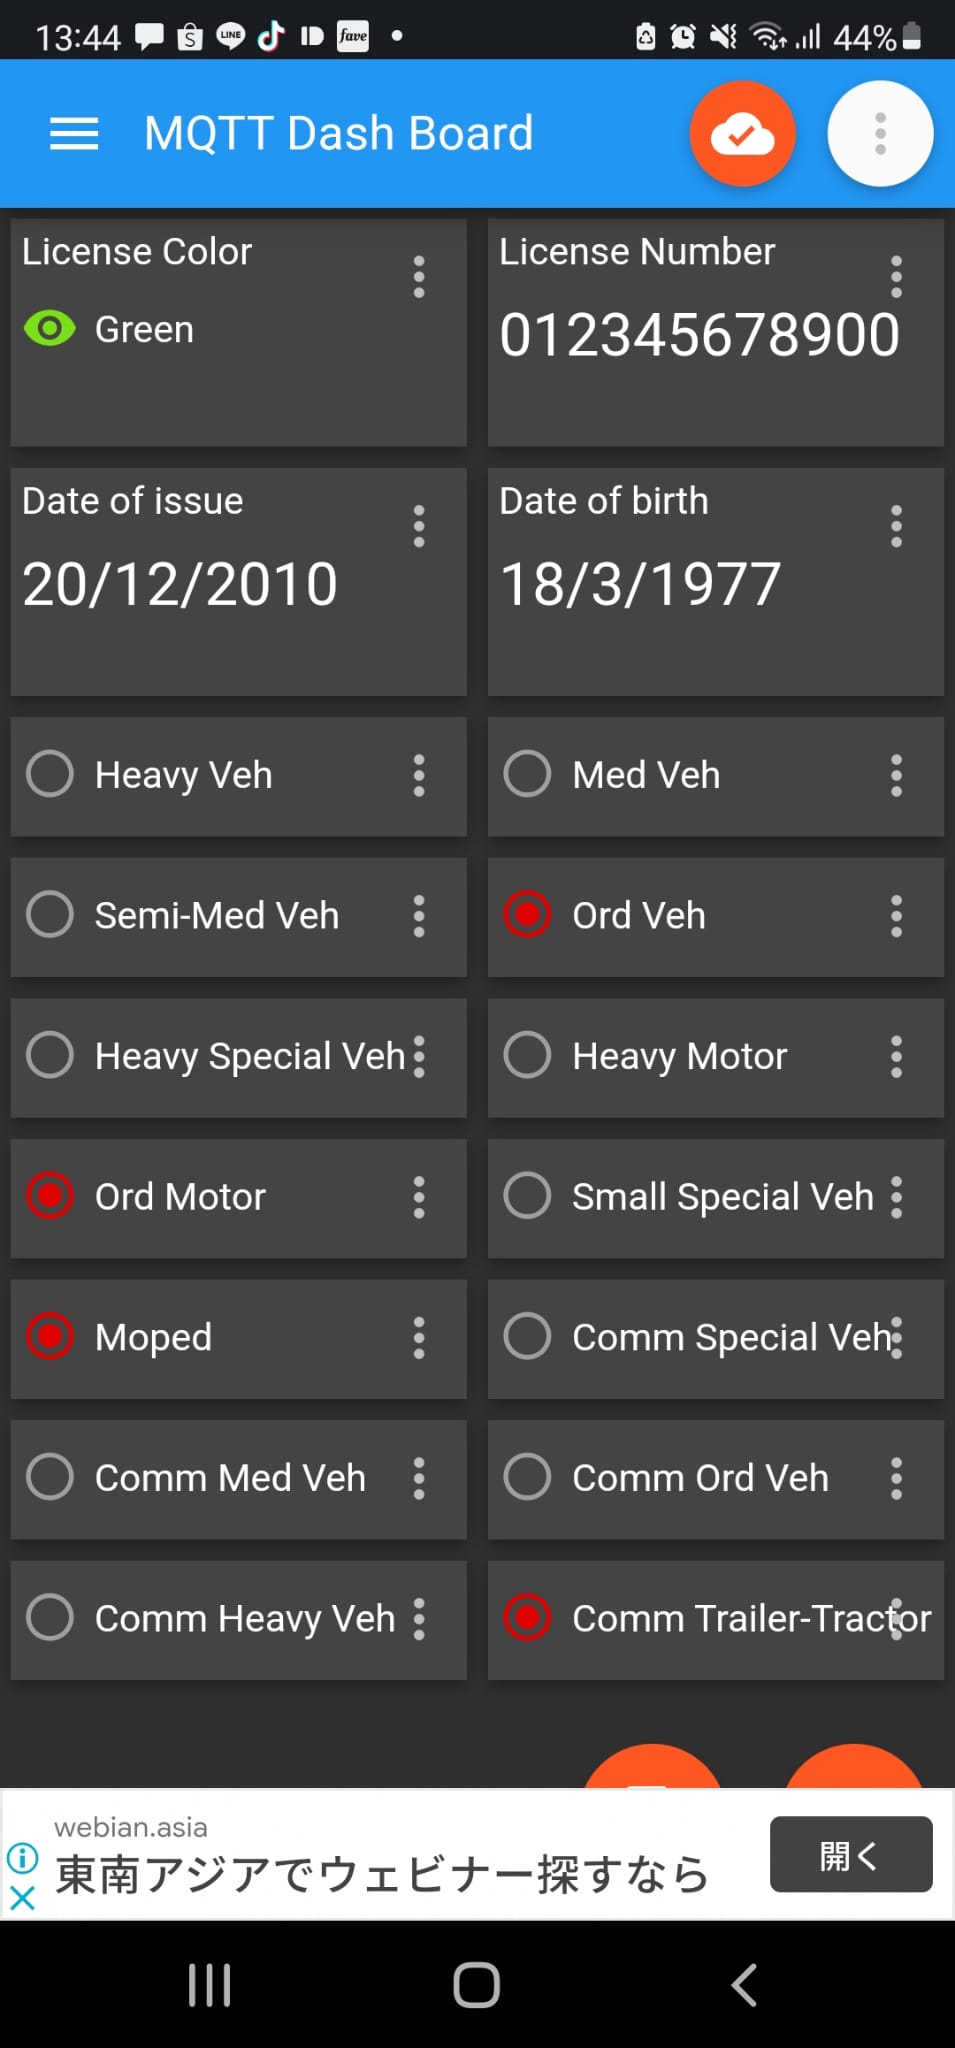 13:44
S
LINE
ID
fave
44%
MQTT Dash Board
License Color
Green
License Number
012345678900
Date of issue
20/12/2010
Date of birth
18/3/1977
Heavy Veh
Med Veh
Semi-Med Veh
Ord Veh
Heavy Special Veh
Heavy Motor
Ord Motor
Small Special Veh
Moped
Comm Special Veh
Comm Med Veh
Comm Ord Veh
Comm Heavy Veh
Comm Trailer-Tractor
webian.asia
東南アジアでウェビナー探すなら
開く